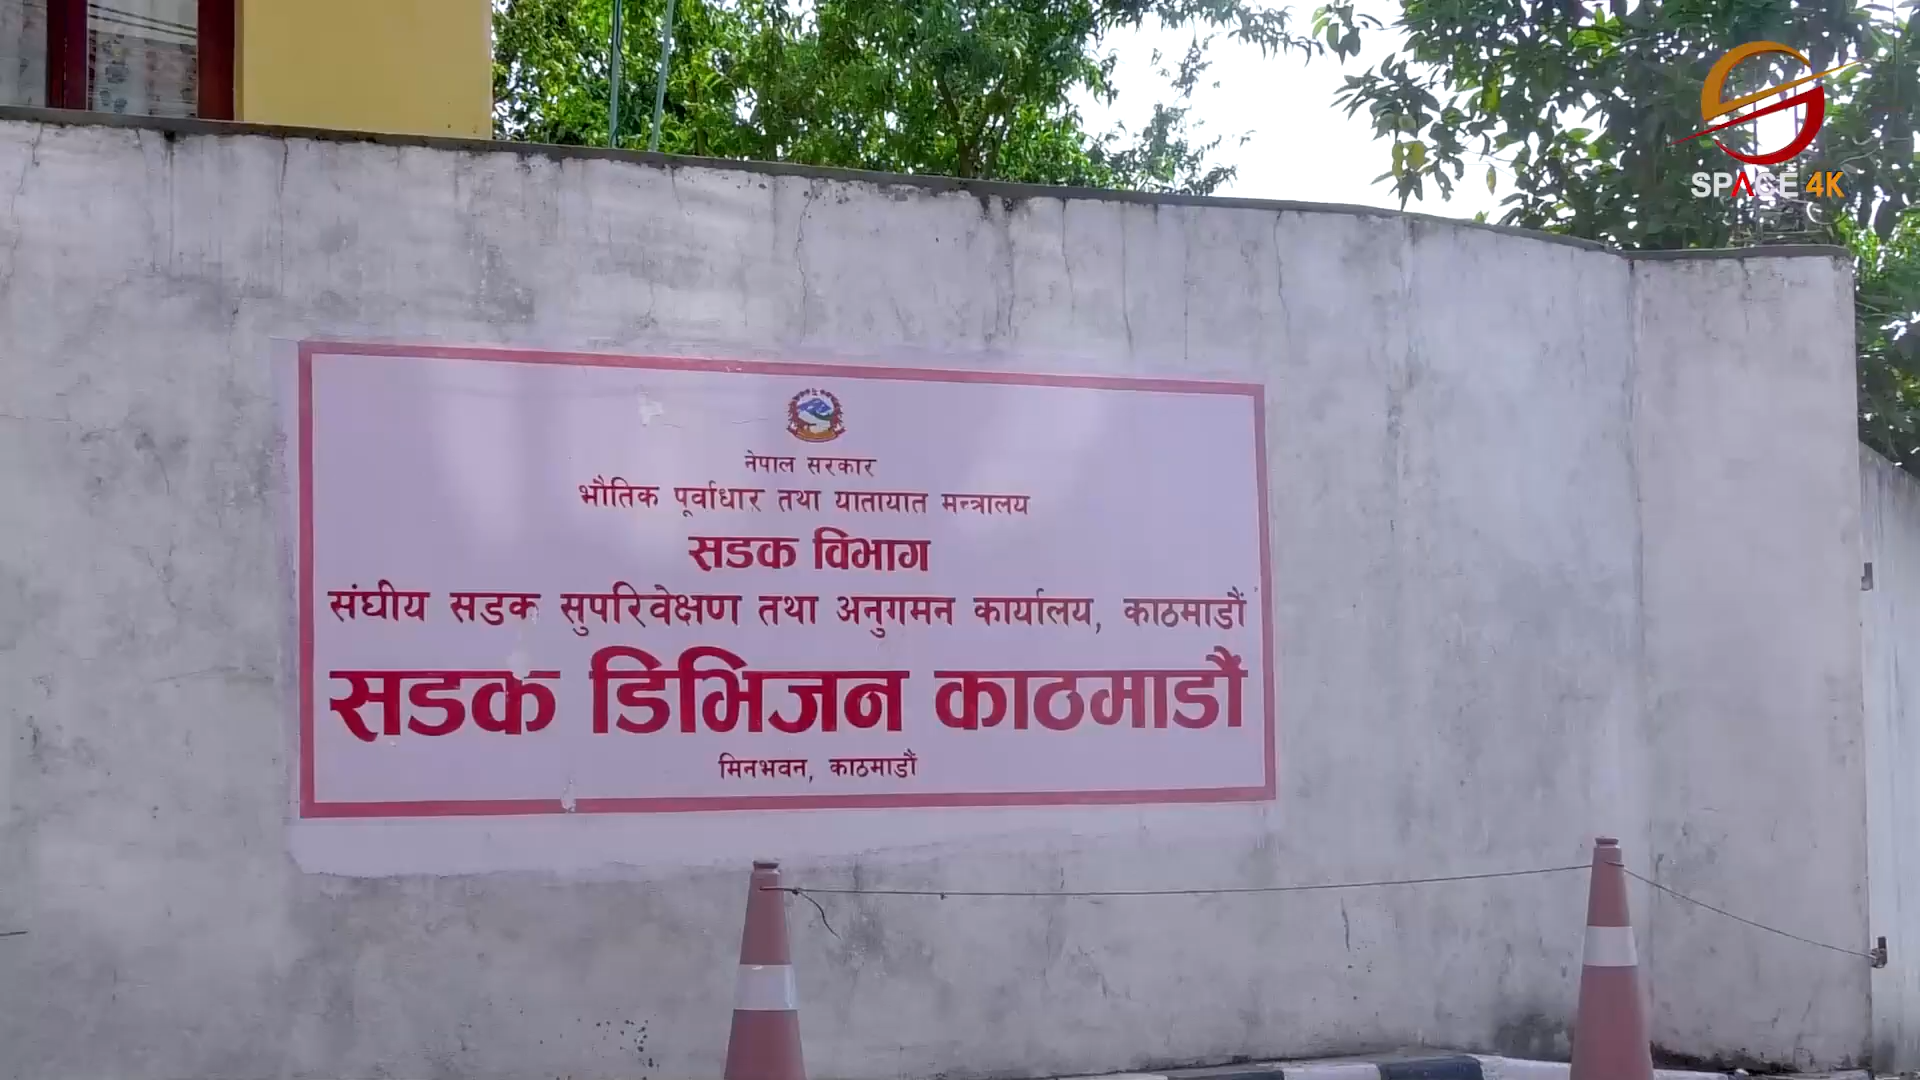 SPACE 4K
नेपाल सरकार
भौतिक पूर्वाधार तथा यातायात मन्त्रालय
सडक विभाग
संघीय सडक सुपरिवेक्षण तथा अनुगमन कार्यालय, काठमाडौं
सडक डिभिजन काठमाडौं
मिनभवन, काठमाडौं